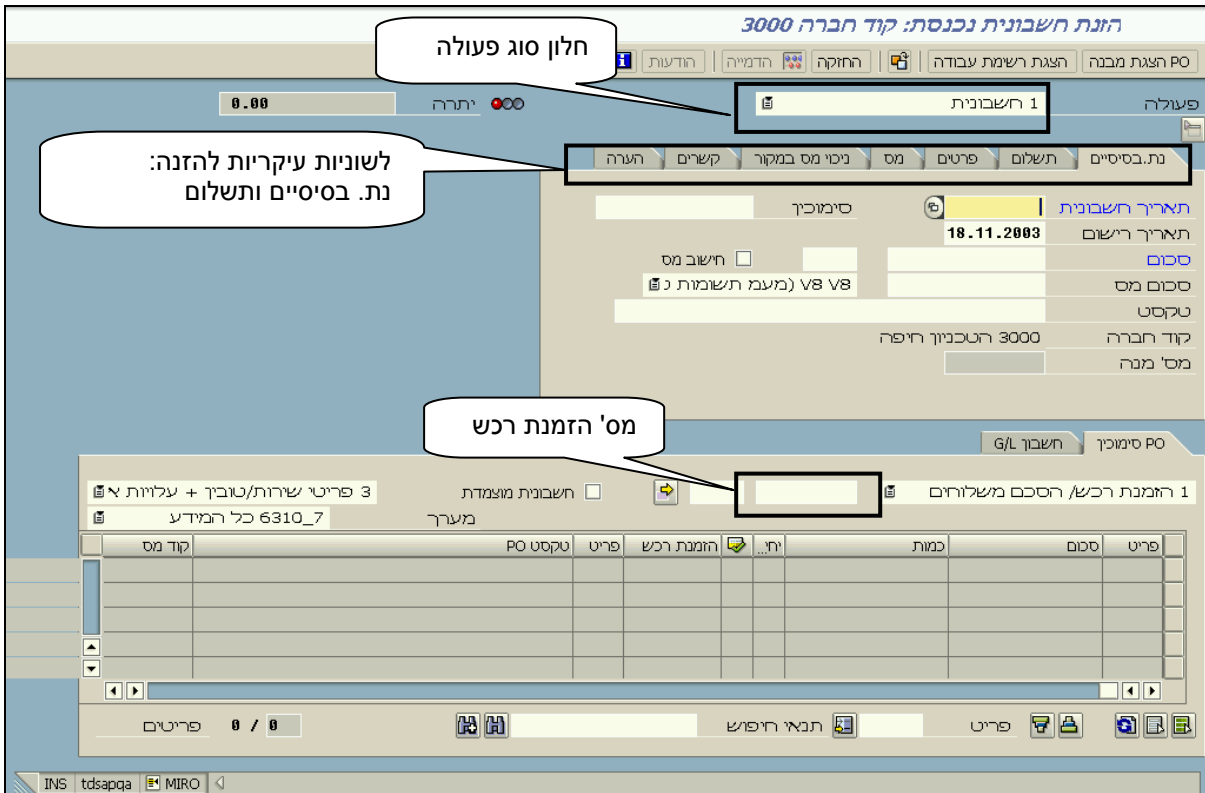 הזנת חשבונית נכנסת: קוד חברה 3000
חלון סוג פעולה
PO הצגת מבנה הצגת רשימת עבודה החזקה הדמייה הודעות
פעולה 1 חשבונית יתרה 0.00
לשוניות עיקריות להזנה:
נת. בסיסיים ותשלום
נת.בסיסיים תשלום פרטים מס ניכוי מס במקור קשרים הערה
תאריך חשבונית סימוכין
תאריך רישום 18.11.2003
סכום חישוב מס
סכום מס V8 V8 (מעמ תשומות נ
טקסט
קוד חברה 3000 הטכניון חיפה
מס' מנה
מס' הזמנת רכש
PO סימוכין חשבון G/L
1 הזמנת רכש/ הסכם משלוחים חשבונית מוצמדת 3 פריטי שירות/טובין + עלויות א
מערך 6310_7 כל המידע
פריט סכום כמות יחי... הזמנת רכש פריט טקסט PO קוד מס
פריט תנאי חיפוש 0 / 0 פריטים
INS tdsapqa MIRO